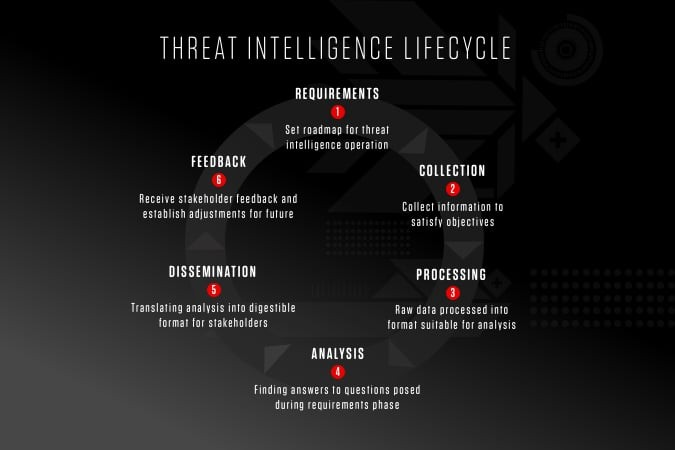 THREAT INTELLIGENCE LIFECYCLE
REQUIREMENTS
1
Set roadmap for threat
intelligence operation
COLLECTION
2
Collect information to
satisfy objectives
PROCESSING
3
Raw data processed into
format suitable for analysis
ANALYSIS
4
Finding answers to questions posed
during requirements phase
DISSEMINATION
5
Translating analysis into digestible
format for stakeholders
FEEDBACK
6
Receive stakeholder feedback and
establish adjustments for future